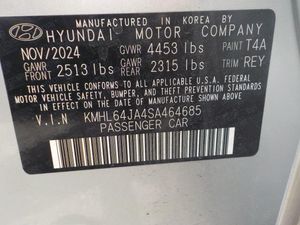 MANUFACTURED IN KOREA BY
HYUNDAI MOTOR COMPANY
NOV/2024 GVWR 4453 lbs PAINT T4A
GAWR FRONT 2513 lbs GAWR REAR 2315 lbs TRIM REY
THIS VEHICLE CONFORMS TO ALL APPLICABLE
U.S. FEDERAL MOTOR VEHICLE SAFETY, BUMPER, AND THEFT
PREVENTION STANDARDS IN EFFECT ON THE DATE OF
MANUFACTURE SHOWN ABOVE.
V.I.N KMHL64JA4SA464685
PASSENGER CAR